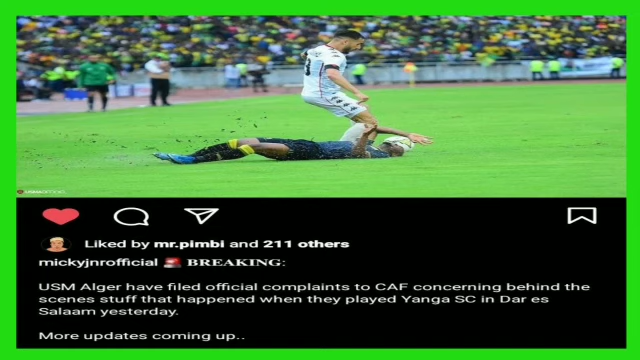 Liked by mr.pimbi and 211 others
mickyjnrofficial 🚨 BREAKING:
USM Alger have filed official complaints to CAF concerning behind the
scenes stuff that happened when they played Yanga SC in Dar es
Salaam yesterday.
More updates coming up..